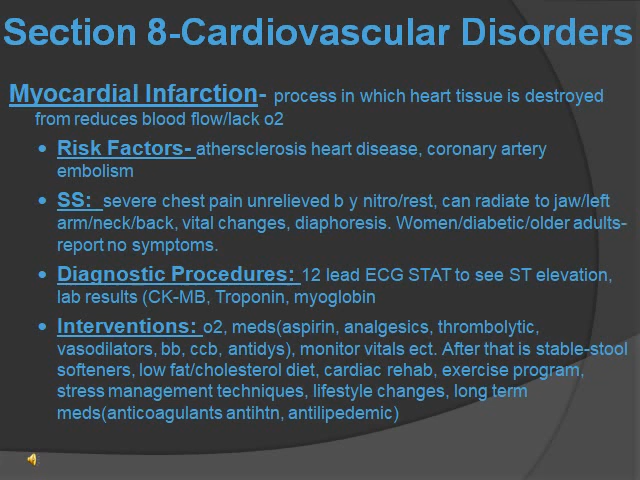 Section 8-Cardiovascular Disorders
Myocardial Infarction- process in which heart tissue is destroyed
from reduces blood flow/lack o2
• Risk Factors- athersclerosis heart disease, coronary artery
embolism
• SS: severe chest pain unrelieved b y nitro/rest, can radiate to jaw/left
arm/neck/back, vital changes, diaphoresis. Women/diabetic/older adults-
report no symptoms.
• Diagnostic Procedures: 12 lead ECG STAT to see ST elevation,
lab results (CK-MB, Troponin, myoglobin
• Interventions: o2, meds(aspirin, analgesics, thrombolytic,
vasodilators, bb, ccb, antidys), monitor vitals ect. After that is stable-stool
softeners, low fat/cholesterol diet, cardiac rehab, exercise program,
stress management techniques, lifestyle changes, long term
meds(anticoagulants antihtn, antilipedemic)